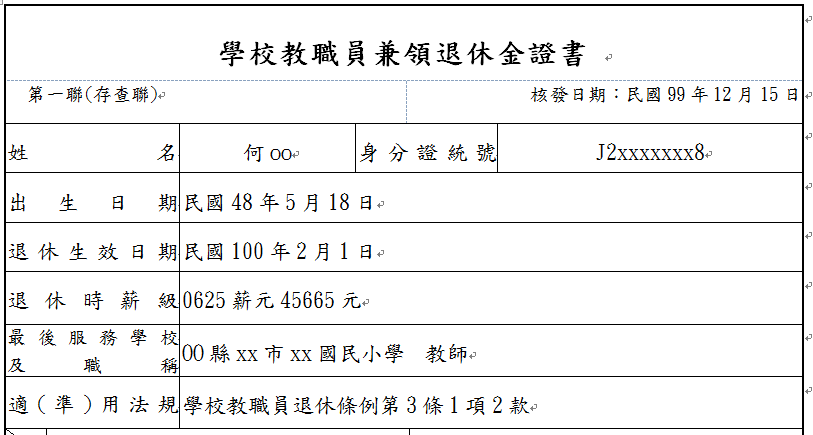 學校教職員兼領退休金證書
第一聯(存查聯) 核發日期：民國 99 年 12 月 15 日
姓名 何 OO 身分證統號 J2xxxxxxx8
出生日期 民國 48 年 5 月 18 日
退休生效日期 民國 100 年 2 月 1 日
退休時薪級 0625 薪元 45665 元
最後服務學校
及職稱 OO 縣 xx 市 xx 國民小學　教師
適(準)用法規 學校教職員退休條例第 3 條 1 項 2 款